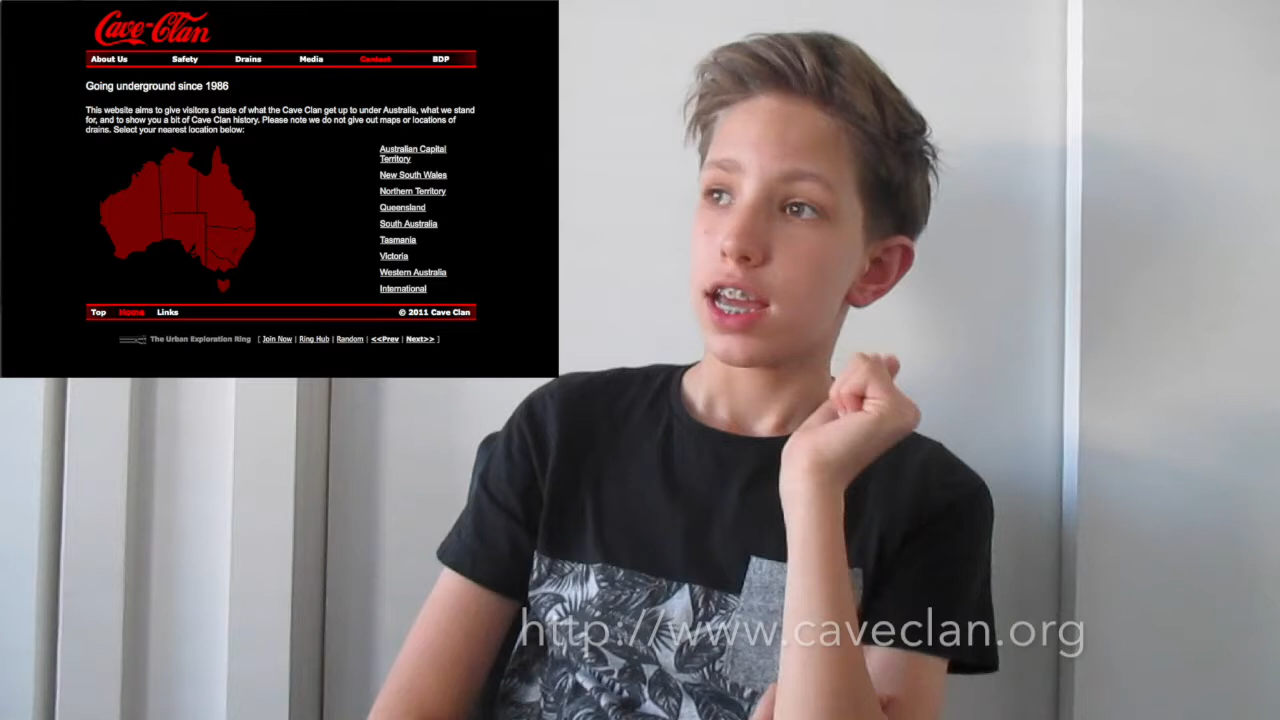 Cave-Clan
About Us Safety Drains Media Contact BDP
Going underground since 1986
This website aims to give visitors a taste of what the Cave Clan get up to under Australia, what we stand
for, and to show you a bit of Cave Clan history. Please note we do not give out maps or locations of
drains. Select your nearest location below:
Australian Capital
Territory
New South Wales
Northern Territory
Queensland
South Australia
Tasmania
Victoria
Western Australia
International
Top Home Links © 2011 Cave Clan
The Urban Exploration Ring [ Join Now | Ring Hub | Random | <<Prev | Next>> ]
http://www.caveclan.org